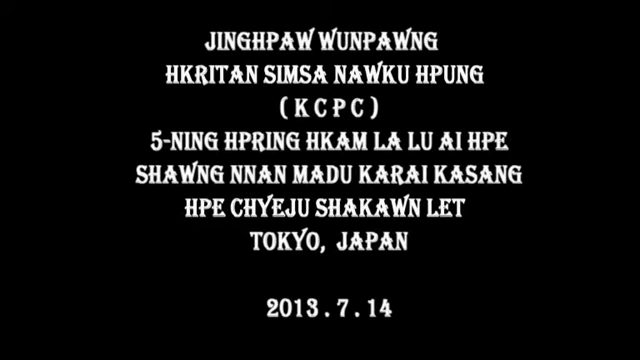 JINGHPAW WUNPAWNG
HKRITAN SIMSA NAWKU HPUNG
( K C P C )
5-NING HPRING HKAM LA LU AI HPE
SHAWNG NNAN MADU KARAI KASANG
HPE CHYEJU SHAKAWN LET
TOKYO, JAPAN
2013 . 7 . 14